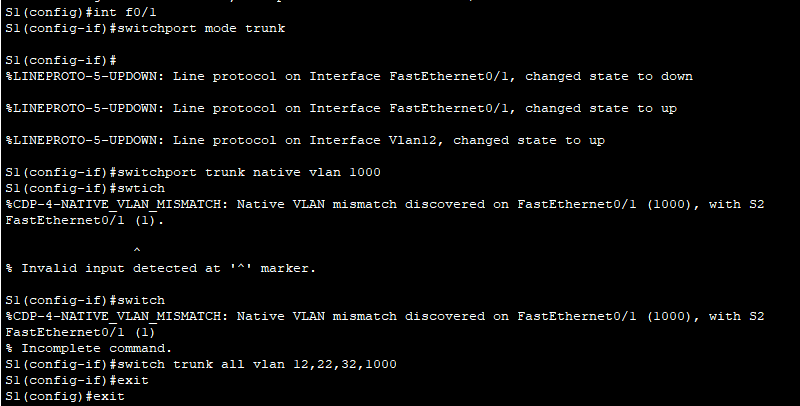 S1(config)#int f0/1
S1(config-if)#switchport mode trunk
S1(config-if)#
%LINEPROTO-5-UPDOWN: Line protocol on Interface FastEthernet0/1, changed state to down
%LINEPROTO-5-UPDOWN: Line protocol on Interface FastEthernet0/1, changed state to up
%LINEPROTO-5-UPDOWN: Line protocol on Interface Vlan12, changed state to up
S1(config-if)#switchport trunk native vlan 1000
S1(config-if)#swtich
%CDP-4-NATIVE_VLAN_MISMATCH: Native VLAN mismatch discovered on FastEthernet0/1 (1000), with S2
FastEthernet0/1 (1).
^
% Invalid input detected at '^' marker.
S1(config-if)#switch
%CDP-4-NATIVE_VLAN_MISMATCH: Native VLAN mismatch discovered on FastEthernet0/1 (1000), with S2
FastEthernet0/1 (1)
% Incomplete command.
S1(config-if)#switch trunk all vlan 12,22,32,1000
S1(config-if)#exit
S1(config)#exit